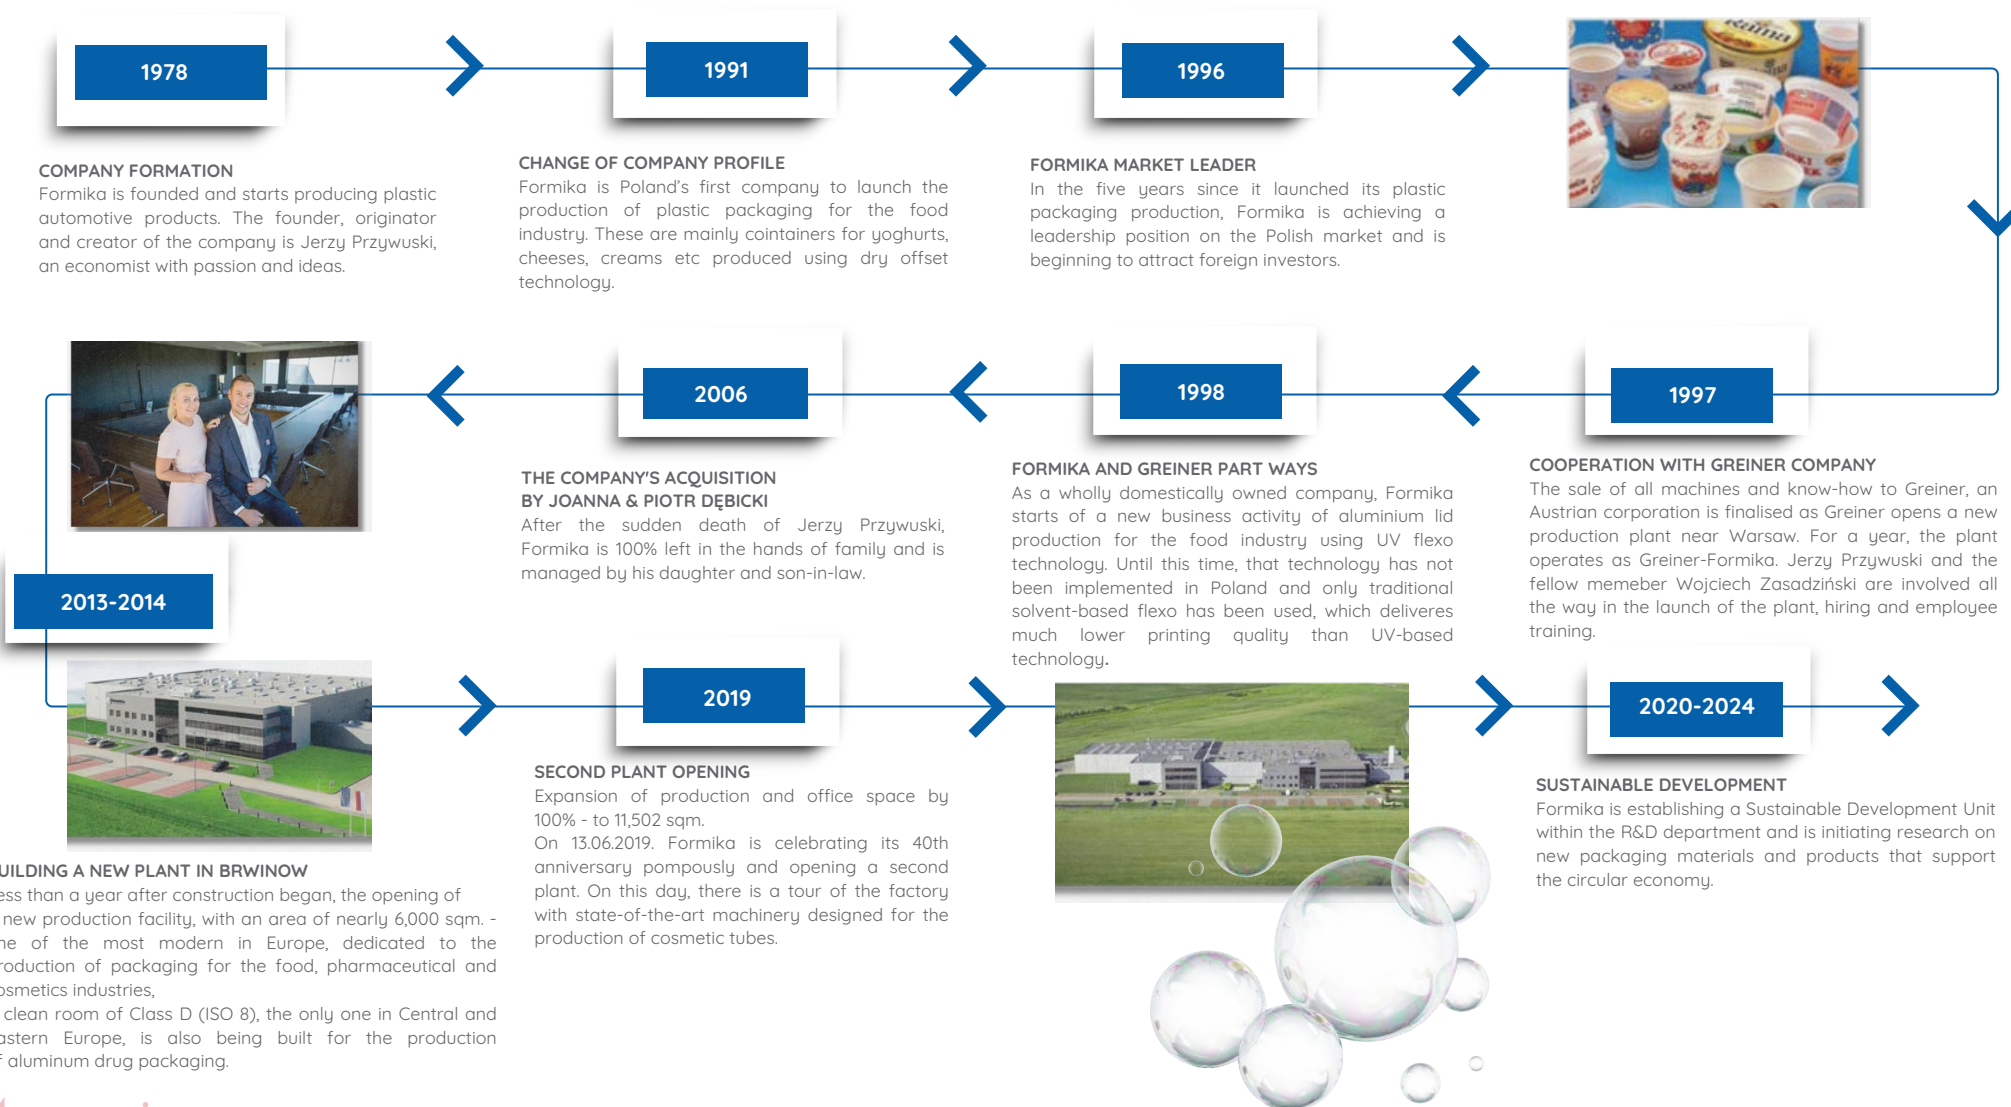 1978
COMPANY FORMATION
Formika is founded and starts producing plastic
automotive products. The founder, originator
and creator of the company is Jerzy Przywuski,
an economist with passion and ideas.
1991
CHANGE OF COMPANY PROFILE
Formika is Poland's first company to launch the
production of plastic packaging for the food
industry. These are mainly cointainers for yoghurts,
cheeses, creams etc produced using dry offset
technology.
1996
FORMIKA MARKET LEADER
In the five years since it launched its plastic
packaging production, Formika is achieving a
leadership position on the Polish market and is
beginning to attract foreign investors.
rama
1997
COOPERATION WITH GREINER COMPANY
The sale of all machines and know-how to Greiner, an
Austrian corporation is finalised as Greiner opens a new
production plant near Warsaw. For a year, the plant
operates as Greiner-Formika. Jerzy Przywuski and the
fellow memeber Wojciech Zasadziński are involved all
the way in the launch of the plant, hiring and employee
training.
1998
FORMIKA AND GREINER PART WAYS
As a wholly domestically owned company, Formika
starts of a new business activity of aluminium lid
production for the food industry using UV flexo
technology. Until this time, that technology has not
been implemented in Poland and only traditional
solvent-based flexo has been used, which deliveres
much lower printing quality than UV-based
technology.
2006
THE COMPANY'S ACQUISITION
BY JOANNA & PIOTR DĘBICKI
After the sudden death of Jerzy Przywuski,
Formika is 100% left in the hands of family and is
managed by his daughter and son-in-law.
2013-2014
UILDING A NEW PLANT IN BRWINOW
ess than a year after construction began, the opening of
new production facility, with an area of nearly 6,000 sqm. -
ne of the most modern in Europe, dedicated to the
roduction of packaging for the food, pharmaceutical and
osmetics industries,
clean room of Class D (ISO 8), the only one in Central and
astern Europe, is also being built for the production
f aluminum drug packaging.
2019
SECOND PLANT OPENING
Expansion of production and office space by
100% - to 11,502 sqm.
On 13.06.2019. Formika is celebrating its 40th
anniversary pompously and opening a second
plant. On this day, there is a tour of the factory
with state-of-the-art machinery designed for the
production of cosmetic tubes.
2020-2024
SUSTAINABLE DEVELOPMENT
Formika is establishing a Sustainable Development Unit
within the R&D department and is initiating research on
new packaging materials and products that support
the circular economy.